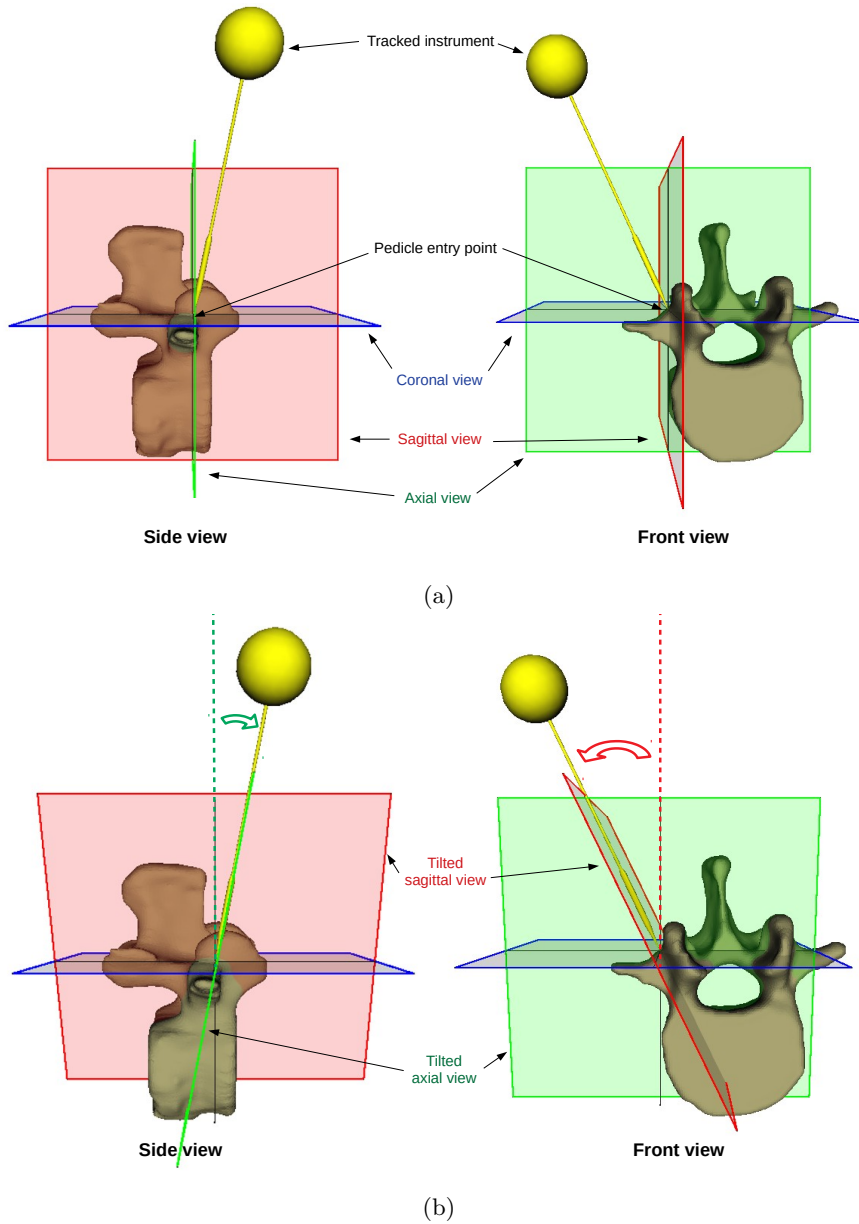 Tracked instrument
Pedicle entry point
Coronal view
Sagittal view
Axial view
Side view
Front view
(a)
Tilted
sagittal view
Tilted
axial view
Side view
Front view
(b)